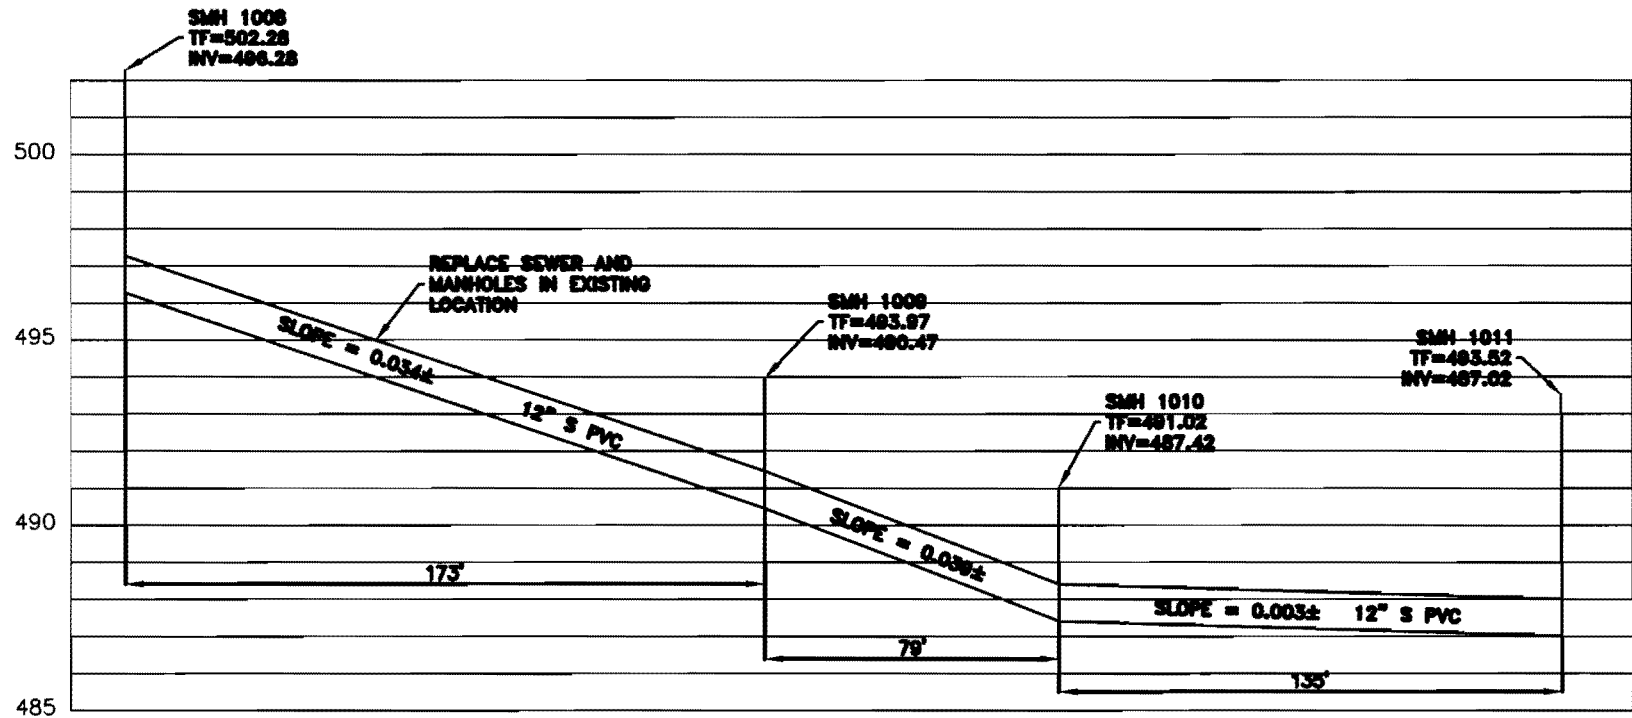 SMH 1008
TF=502.28
INV=496.28
500
REPLACE SEWER AND
MANHOLES IN EXISTING
LOCATION
SMH 1009
TF=493.97
INV=490.47
495
SLOPE = 0.034±
SMH 1011
TF=493.52
INV=487.02
12" S PVC
SMH 1010
TF=491.02
INV=487.42
490
SLOPE = 0.039±
173'
SLOPE = 0.003± 12" S PVC
79'
135'
485